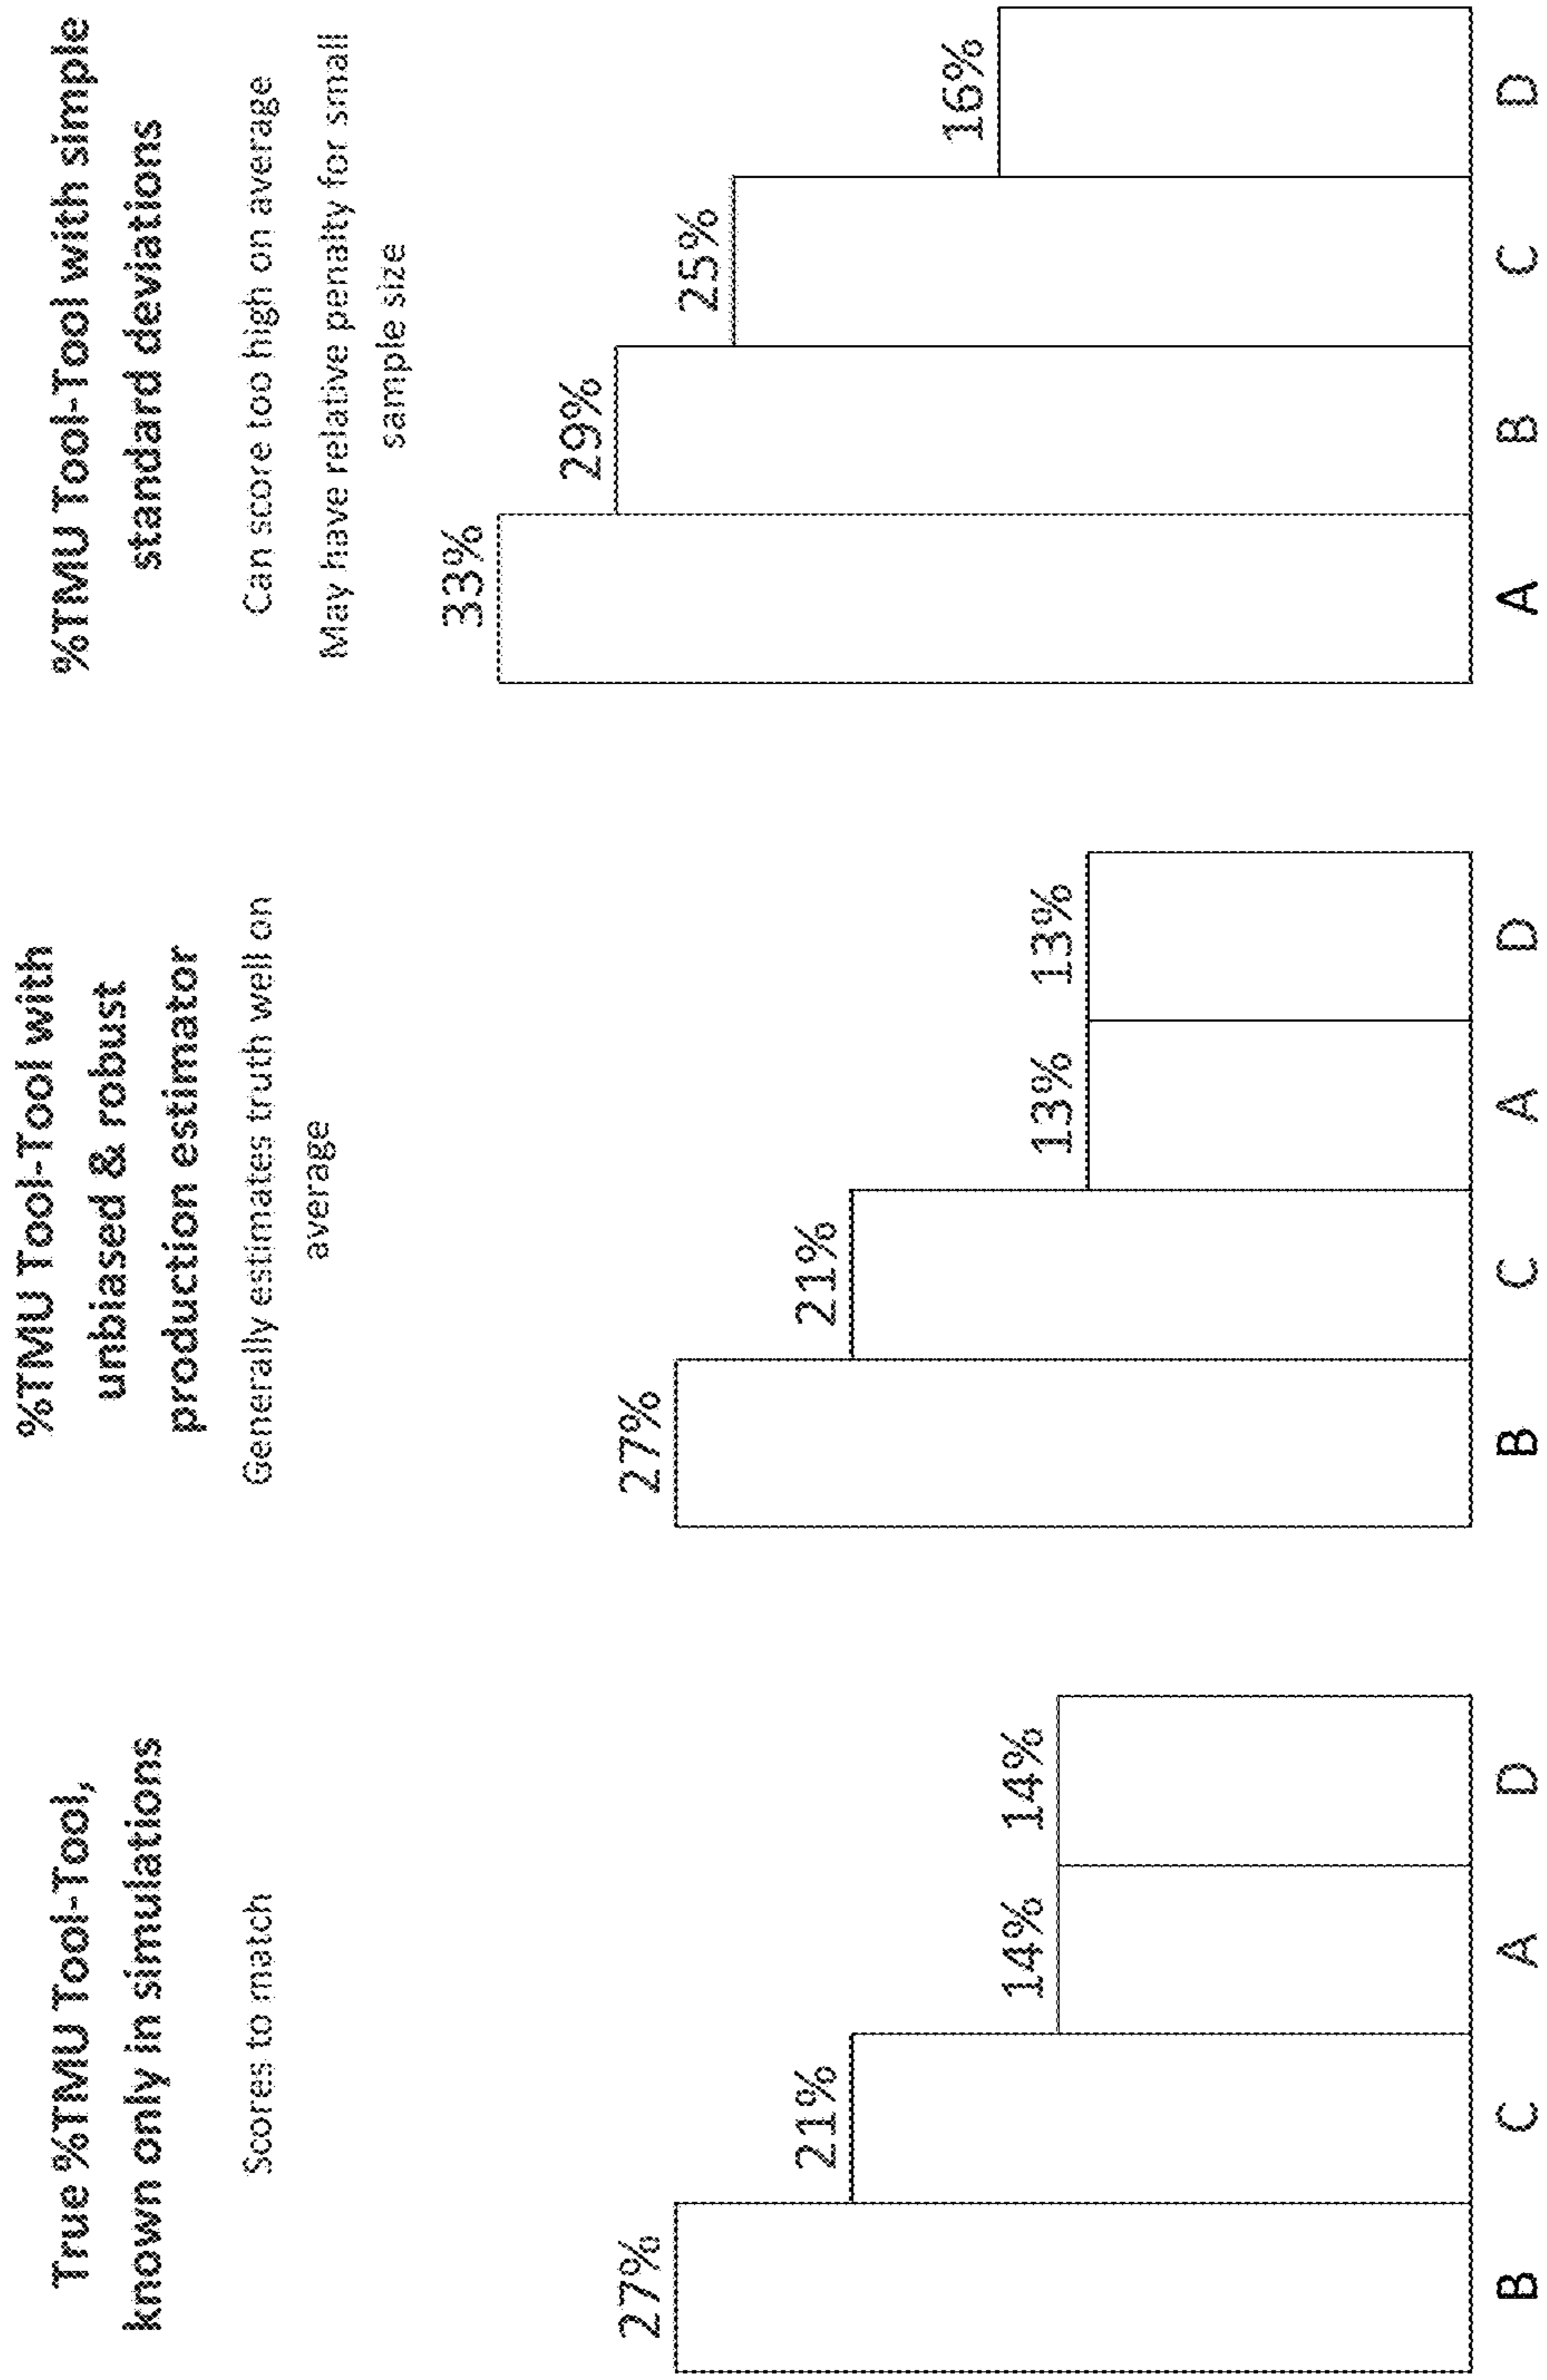 True %TMU Tool-Tool,
known only in simulations
Scores to match
27%
21%
14%
14%
B
C
A
D
%TMU Tool-Tool with
unbiased & robust
production estimator
Generally estimates truth well on
average
27%
21%
13%
13%
B
C
A
D
%TMU Tool-Tool with simple
standard deviations
Can score too high on average
May have relative penalty for small
sample size
33%
29%
25%
16%
A
B
C
D